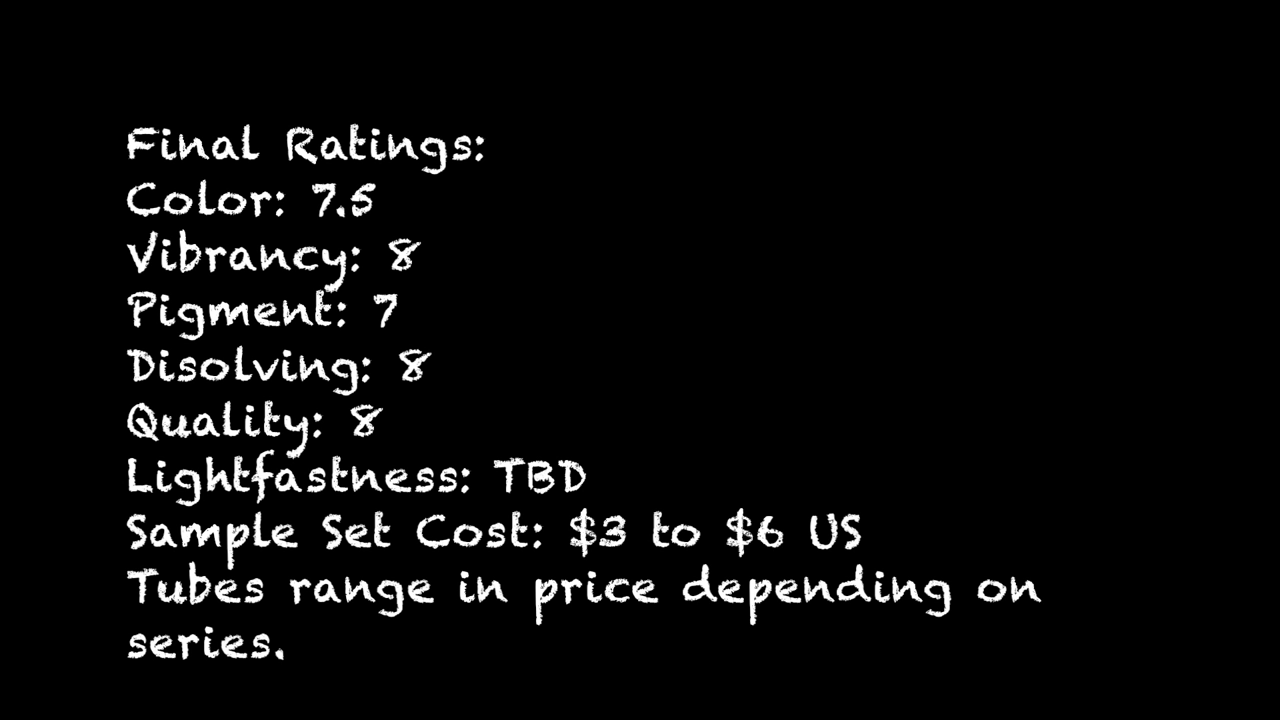 Final Ratings:
Color: 7.5
Vibrancy: 8
Pigment: 7
Disolving: 8
Quality: 8
Lightfastness: TBD
Sample Set Cost: $3 to $6 US
Tubes range in price depending on
series.